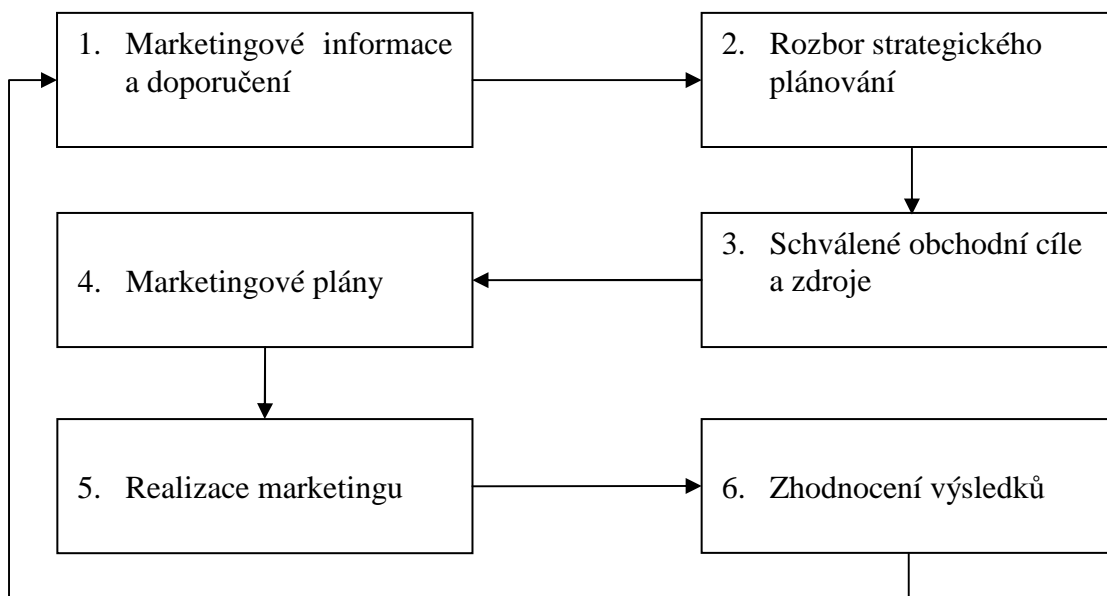 1. Marketingové informace
a doporučení
2. Rozbor strategického
plánování
3. Schválené obchodní cíle
a zdroje
4. Marketingové plány
5. Realizace marketingu
6. Zhodnocení výsledků